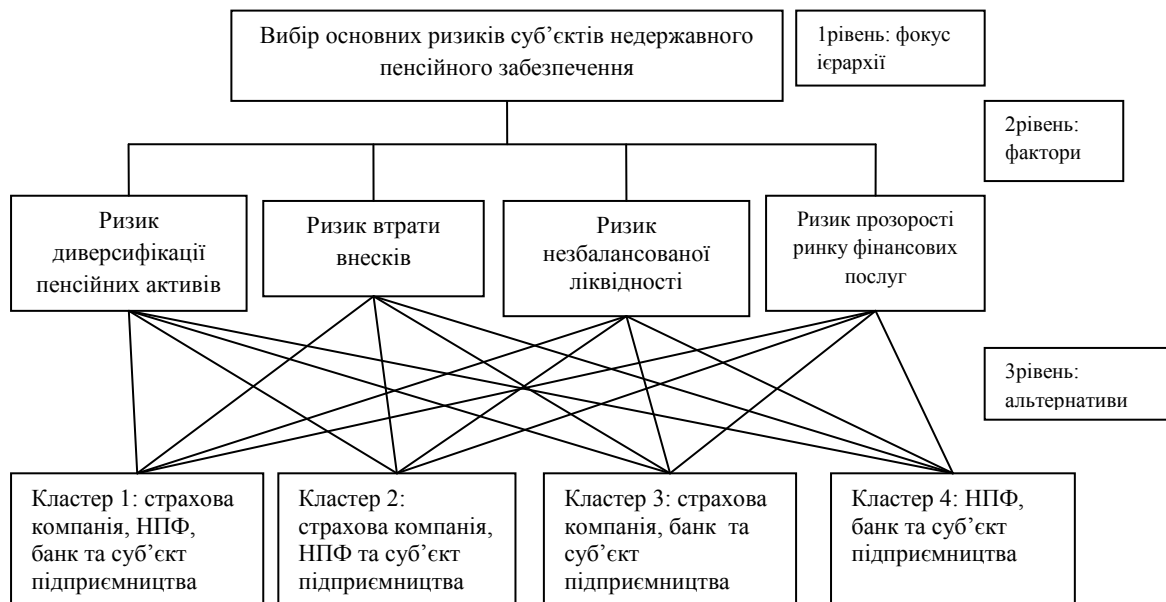 Вибір основних ризиків суб’єктів недержавного
пенсійного забезпечення
1рівень: фокус
ієрархії
2рівень:
фактори
Ризик
диверсифікації
пенсійних активів
Ризик втрати
внесків
Ризик
незбалансованої
ліквідності
Ризик прозорості
ринку фінансових
послуг
3рівень:
альтернативи
Кластер 1: страхова
компанія, НПФ,
банк та суб’єкт
підприємництва
Кластер 2:
страхова компанія,
НПФ та суб’єкт
підприємництва
Кластер 3: страхова
компанія, банк та
суб’єкт
підприємництва
Кластер 4: НПФ,
банк та суб’єкт
підприємництва